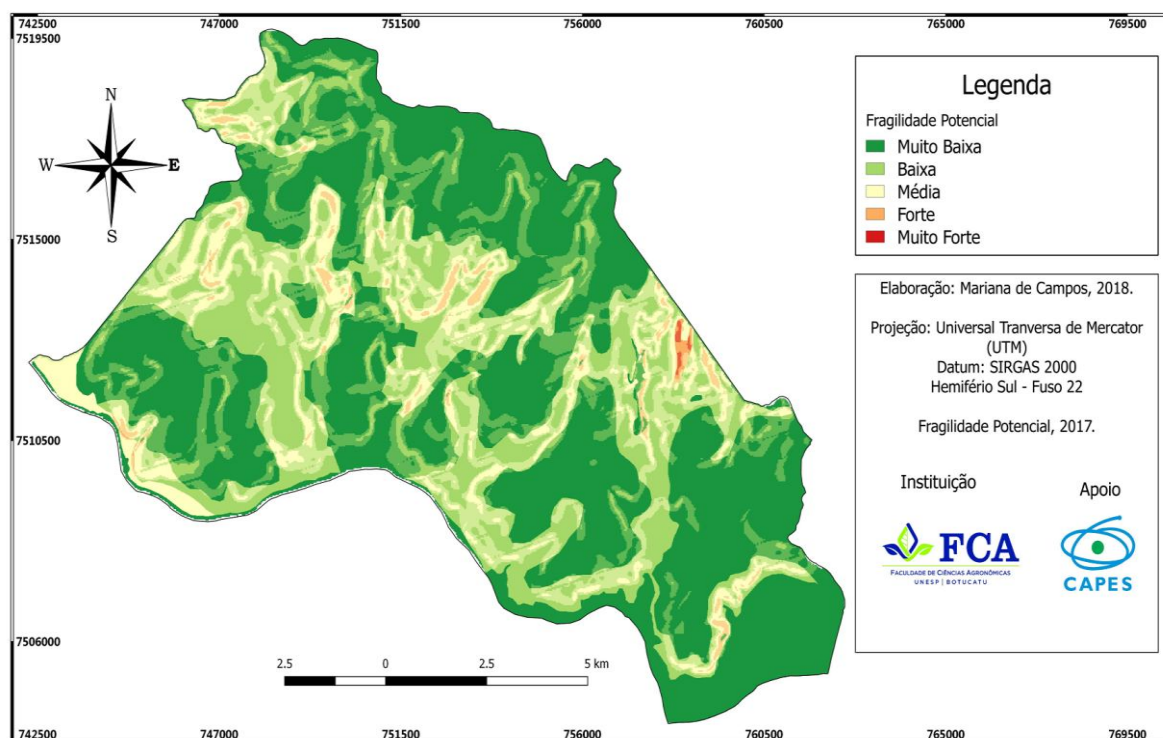 742500 747000 751500 756000 760500 765000 769500
7519500
7515000
7510500
7506000
N
W E
S
Legenda
Fragilidade Potencial
Muito Baixa
Baixa
Média
Forte
Muito Forte
Elaboração: Mariana de Campos, 2018.
Projeção: Universal Tranversa de Mercator
(UTM)
Datum: SIRGAS 2000
Hemifério Sul - Fuso 22
Fragilidade Potencial, 2017.
Instituição
Apoio
FCA
FACULDADE DE CIÊNCIAS AGRONÔMICAS
UNESP | BOTUCATU
CAPES
2.5 0 2.5 5 km
742500 747000 751500 756000 760500 765000 769500